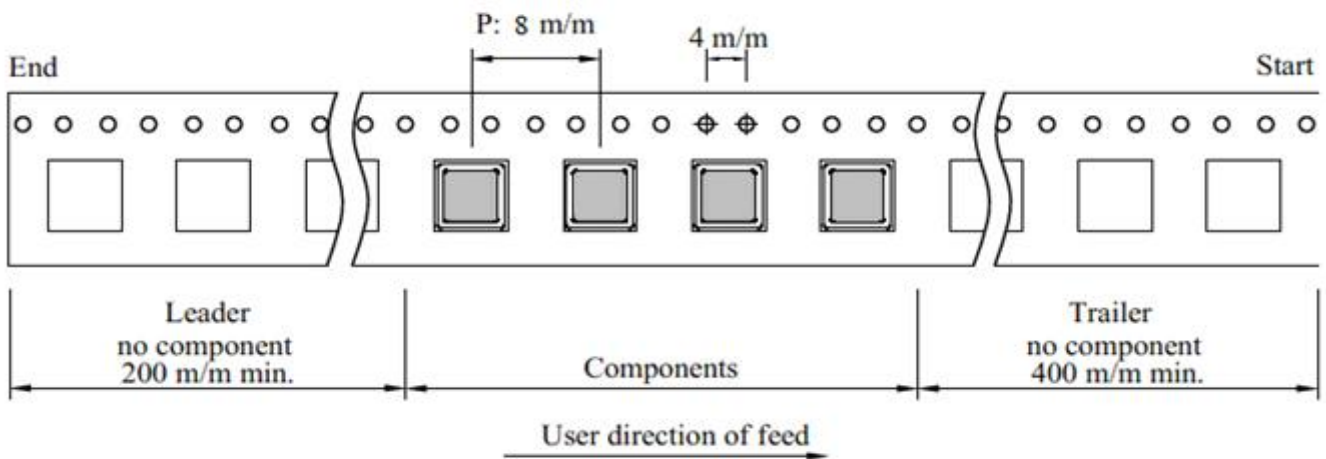 P: 8 m/m
4 m/m
End
Start
Leader
no component
200 m/m min.
Components
Trailer
no component
400 m/m min.
User direction of feed